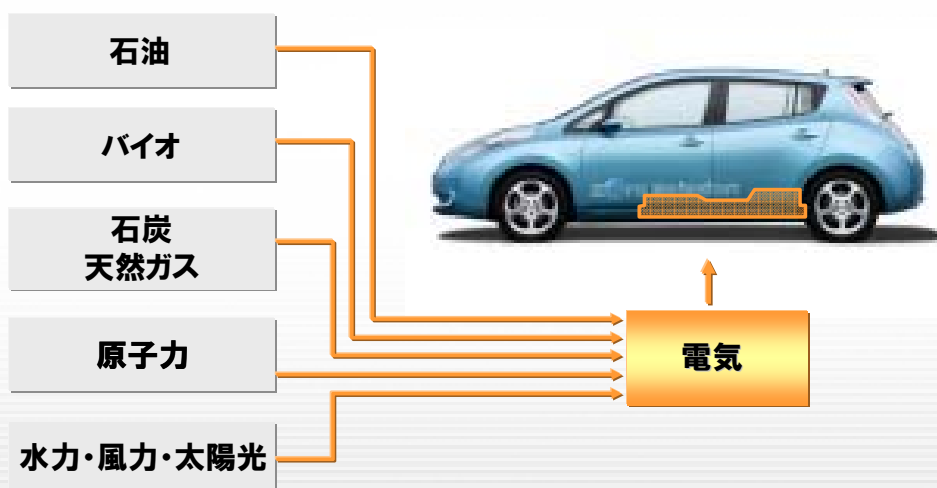 石油
バイオ
石炭
天然ガス
原子力
水力・風力・太陽光
電気